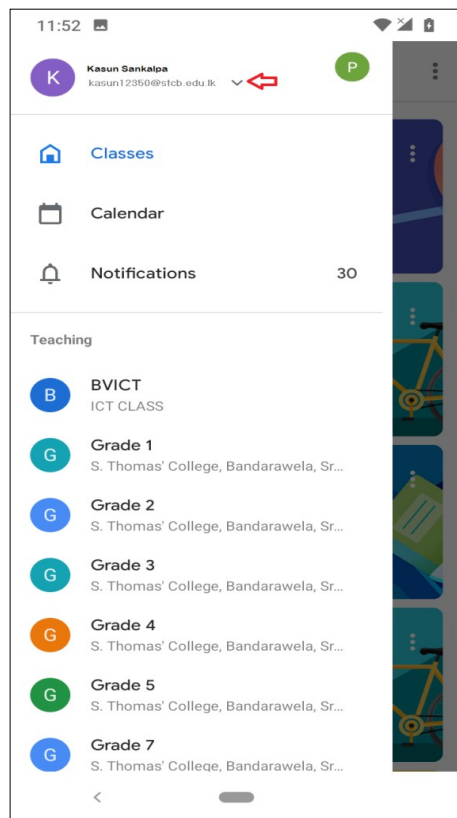 11:52
K
Kasun Sankalpa
kasun12350@stcb.edu.lk
P
Classes
Calendar
Notifications 30
Teaching
B
BVICT
ICT CLASS
G
Grade 1
S. Thomas' College, Bandarawela, Sr...
G
Grade 2
S. Thomas' College, Bandarawela, Sr...
G
Grade 3
S. Thomas' College, Bandarawela, Sr...
G
Grade 4
S. Thomas' College, Bandarawela, Sr...
G
Grade 5
S. Thomas' College, Bandarawela, Sr...
G
Grade 7
S. Thomas' College, Bandarawela, Sr...